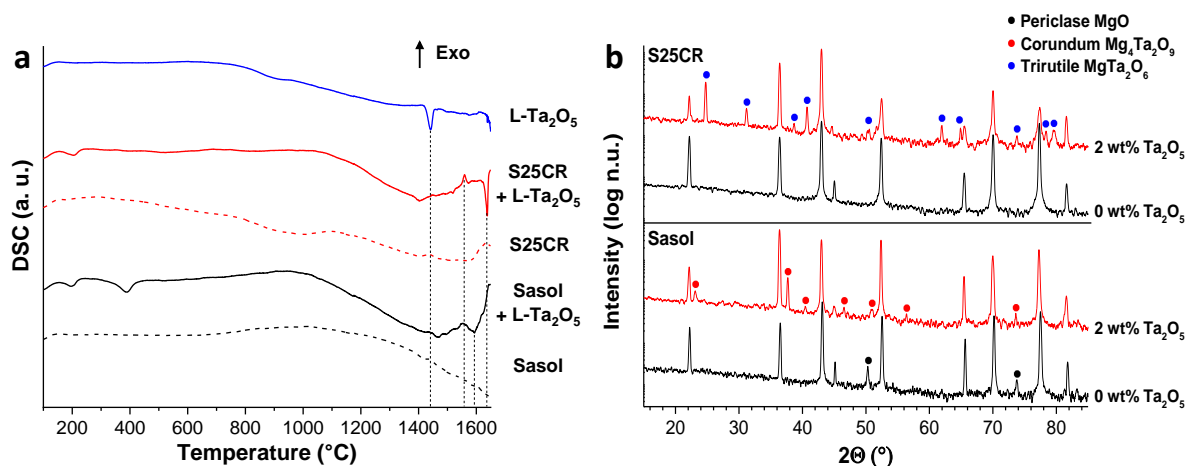 a
Exo
L-Ta₂O₅
S25CR
+ L-Ta₂O₅
S25CR
Sasol
+ L-Ta₂O₅
Sasol
DSC (a. u.)
200 400 600 800 1000 1200 1400 1600
Temperature (°C)
b
Periclase MgO
Corundum Mg₄Ta₂O₉
Trirutile MgTa₂O₆
S25CR
2 wt% Ta₂O₅
0 wt% Ta₂O₅
Sasol
2 wt% Ta₂O₅
0 wt% Ta₂O₅
Intensity (log n.u.)
20 30 40 50 60 70 80
2Θ (°)